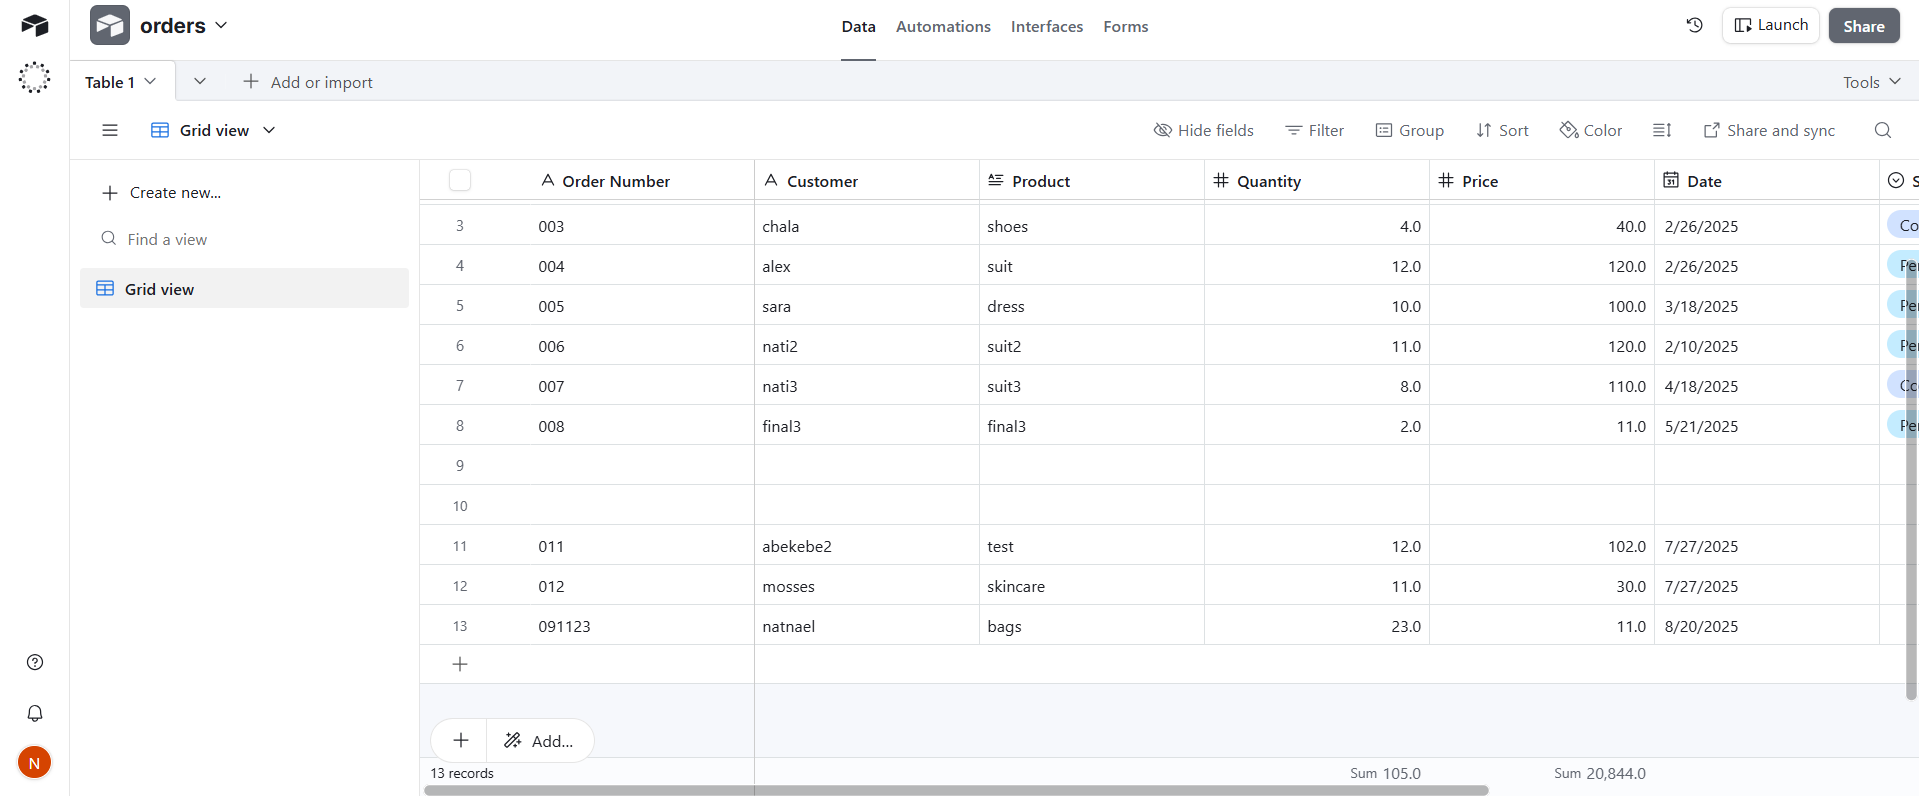 orders
Data Automations Interfaces Forms
Launch
Share
Table 1
Add or import
Tools
Grid view
Hide fields Filter Group Sort Color Share and sync
Create new...
Find a view
Grid view
Order Number Customer Product Quantity Price Date S
3 003 chala shoes 4.0 40.0 2/26/2025 Co
4 004 alex suit 12.0 120.0 2/26/2025 Per
5 005 sara dress 10.0 100.0 3/18/2025 Per
6 006 nati2 suit2 11.0 120.0 2/10/2025 Per
7 007 nati3 suit3 8.0 110.0 4/18/2025 Co
8 008 final3 final3 2.0 11.0 5/21/2025 Per
9
10
11 011 abekebe2 test 12.0 102.0 7/27/2025
12 012 mosses skincare 11.0 30.0 7/27/2025
13 091123 natnael bags 23.0 11.0 8/20/2025
Add...
N
13 records Sum 105.0 Sum 20,844.0